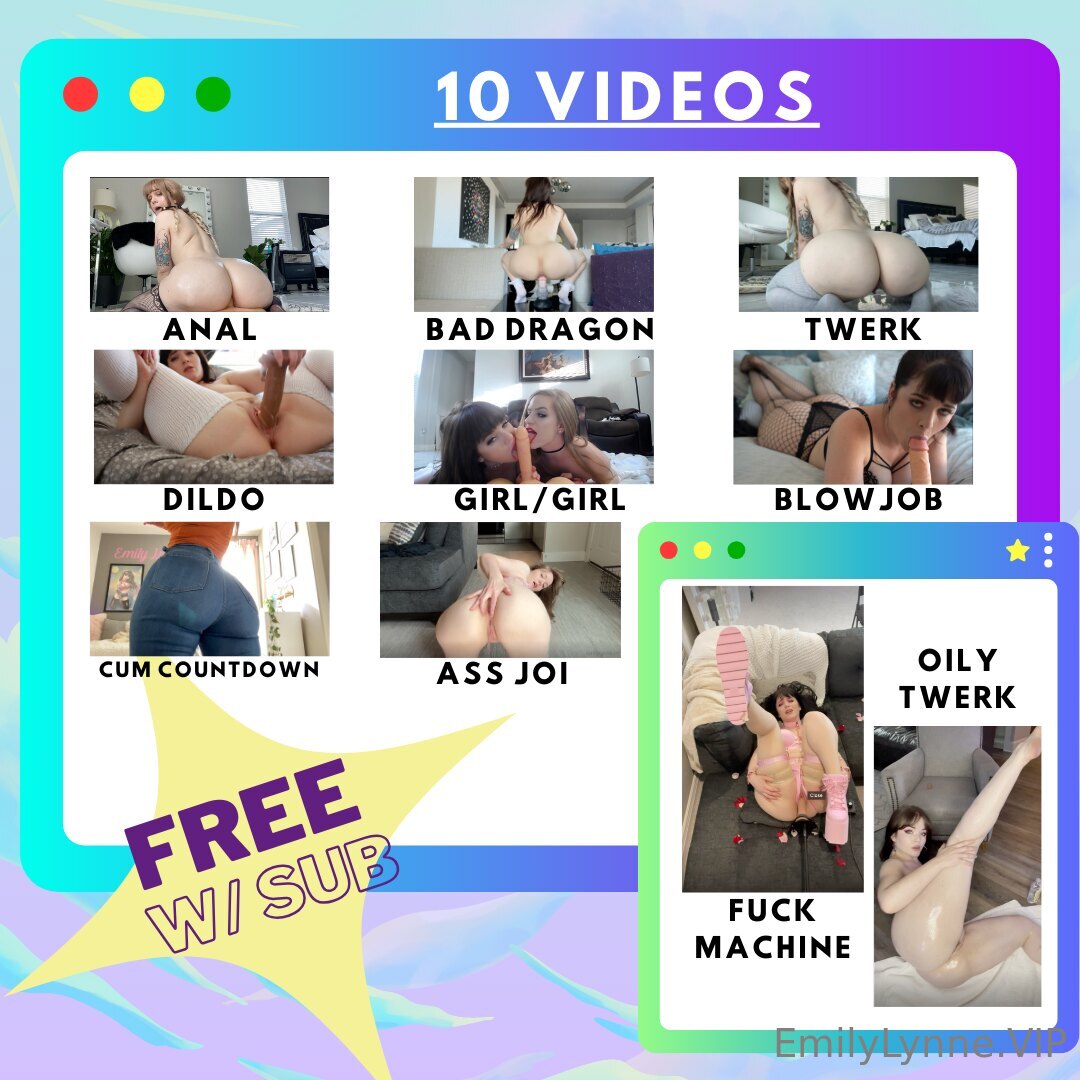 10 VIDEOS
ANAL
BAD DRAGON
TWERK
DILDO
GIRL/GIRL
BLOWJOB
CUM COUNTDOWN
ASS JOI
FREE
W/ SUB
OILY
TWERK
FUCK
MACHINE
EmilyLynne.VIP